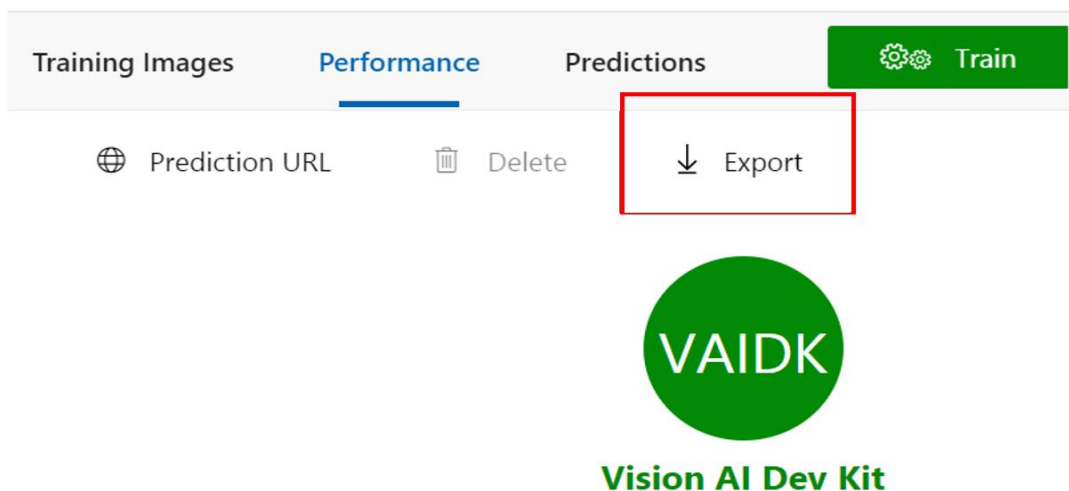 Training Images Performance Predictions Train
Prediction URL Delete Export
VAIDK
Vision AI Dev Kit